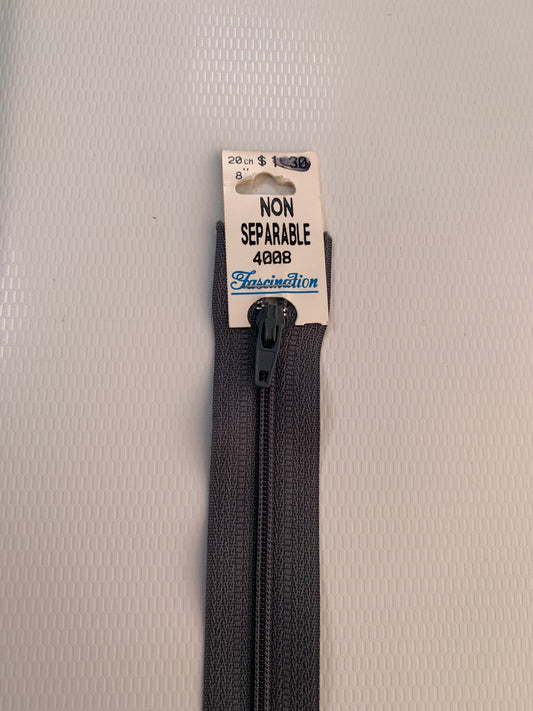 20 CM $ 1.30
8"
NON
SEPARABLE
4008
Fascination